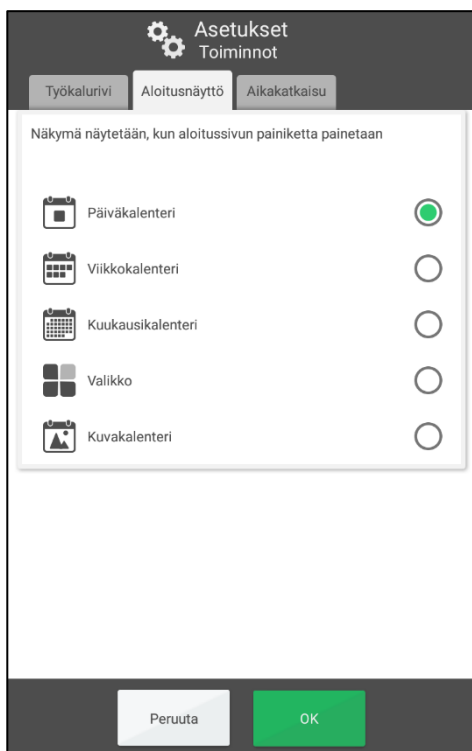 Asetukset
Toiminnot
Työkalurivi Aloitusnäyttö Aikakatkaisu
Näkymä näytetään, kun aloitussivun painiketta painetaan
Päiväkalenteri
Viikkokalenteri
Kuukausikalenteri
Valikko
Kuvakalenteri
Peruuta OK